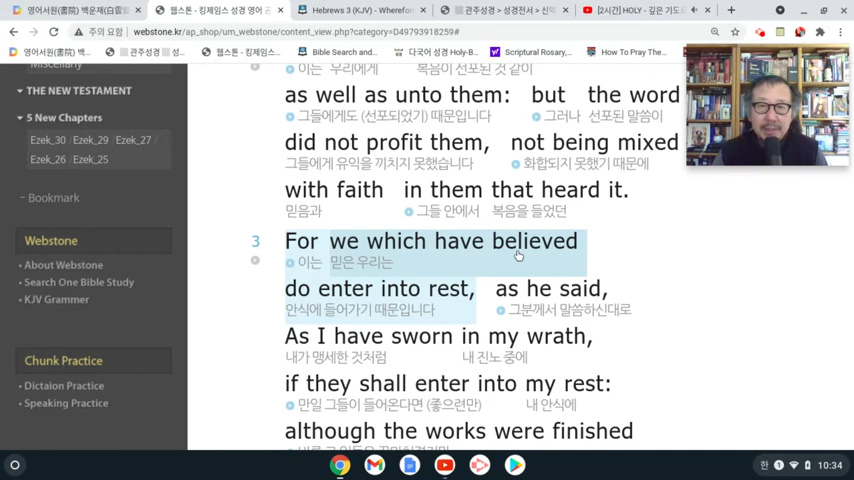 영어서원(書院) 백운재(白雲齋
웹스톤 - 킹제임스 성경 영어 공
Hebrews 3 (KJV) - Wherefore
관주성경 > 성경전서 > 신약
[2시간] HOLY - 깊은 기도를
주의 요함
webstone.kr/ap_shop/um_webstone/content_view.php?category=D49793918259#
영어서원(書院) 백...
관주성경
웹스톤 - 킹제임스...
Bible Search and...
다국어 성경 Holy-B...
Scriptural Rosary,...
How To Pray The...
Miscellany
THE NEW TESTAMENT
5 New Chapters
Ezek_30 / Ezek_29 / Ezek_27 /
Ezek_26 / Ezek_25
- Bookmark
Webstone
About Webstone
Search One Bible Study
KJV Grammer
Chunk Practice
Dictaion Practice
Speaking Practice
이는 우리에게 복음이 선포된 것 같이
as well as unto them: but the word
그들에게도 (선포되었기) 때문입니다 그러나 선포된 말씀이
did not profit them, not being mixed
그들에게 유익을 끼치지 못했습니다 화합되지 못했기 때문에
with faith in them that heard it.
믿음과 그들 안에서 복음을 들었던
3 For we which have believed
이는 믿은 우리는
do enter into rest, as he said,
안식에 들어가기 때문입니다 그분께서 말씀하신대로
As I have sworn in my wrath,
내가 맹세한 것처럼 내 진노 중에
if they shall enter into my rest:
만일 그들이 들어온다면 (좋으련만) 내 안식에
although the works were finished
한
10:34